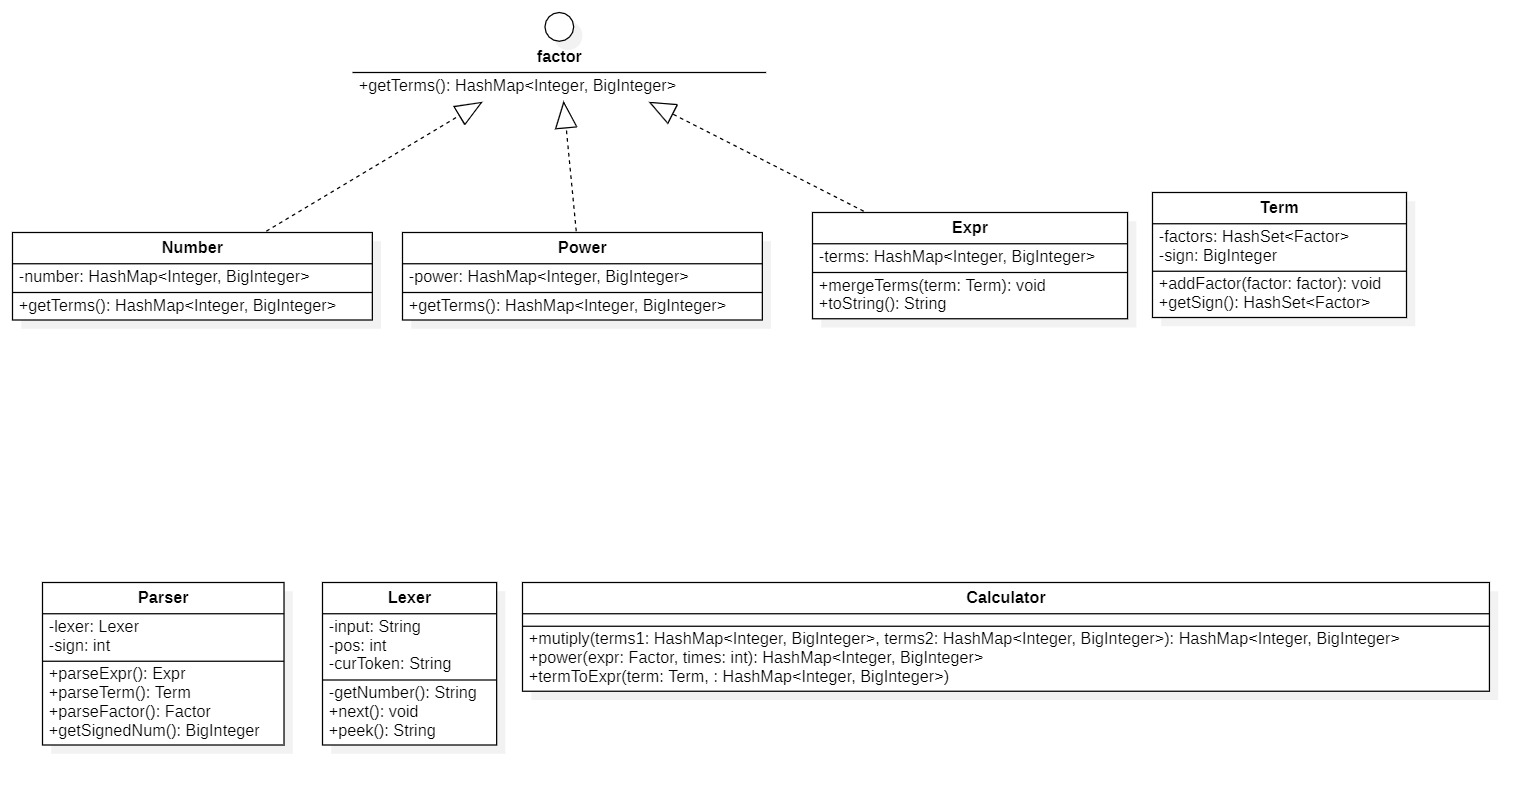 factor
+getTerms(): HashMap<Integer, BigInteger>
Number
-number: HashMap<Integer, BigInteger>
+getTerms(): HashMap<Integer, BigInteger>
Power
-power: HashMap<Integer, BigInteger>
+getTerms(): HashMap<Integer, BigInteger>
Expr
-terms: HashMap<Integer, BigInteger>
+mergeTerms(term: Term): void
+toString(): String
Term
-factors: HashSet<Factor>
-sign: BigInteger
+addFactor(factor: factor): void
+getSign(): HashSet<Factor>
Parser
-lexer: Lexer
-sign: int
+parseExpr(): Expr
+parseTerm(): Term
+parseFactor(): Factor
+getSignedNum(): BigInteger
Lexer
-input: String
-pos: int
-curToken: String
-getNumber(): String
+next(): void
+peek(): String
Calculator
+mutiply(terms1: HashMap<Integer, BigInteger>, terms2: HashMap<Integer, BigInteger>): HashMap<Integer, BigInteger>
+power(expr: Factor, times: int): HashMap<Integer, BigInteger>
+termToExpr(term: Term, : HashMap<Integer, BigInteger>)